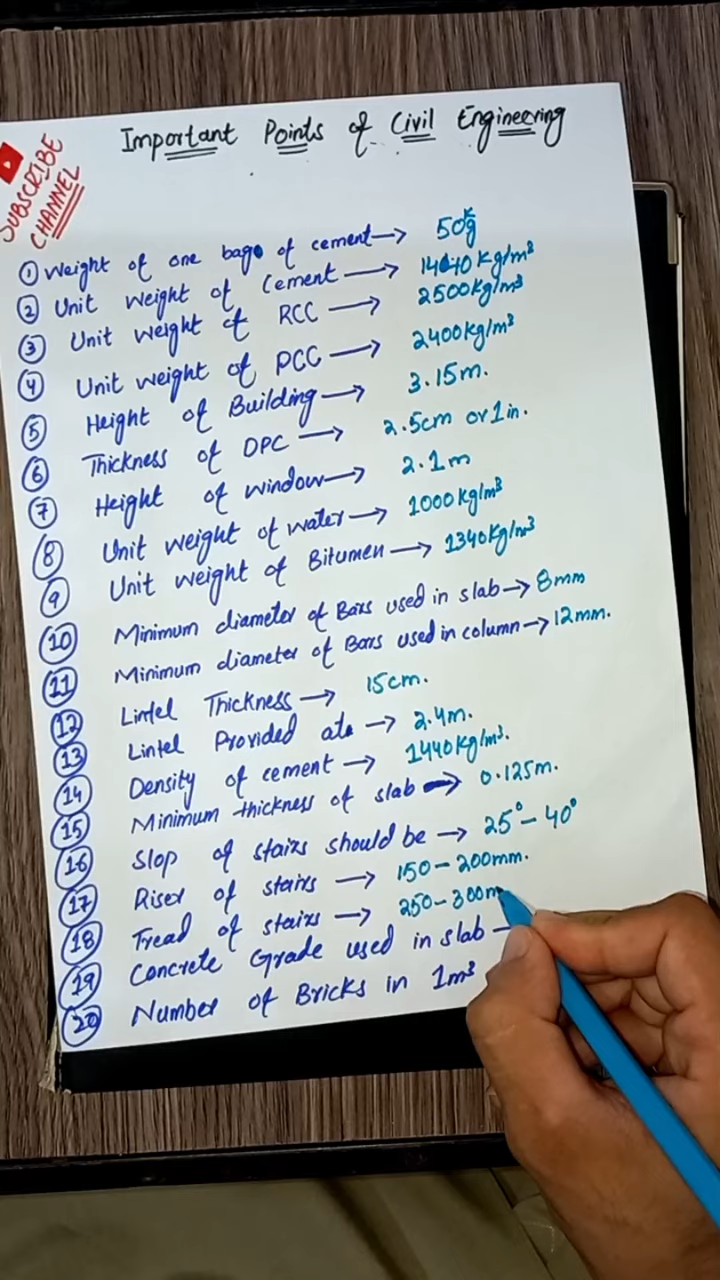 Important Points of Civil Engineering
SUBSCRIBE
CHANNEL
① Weight of one bag of cement → 50kg
② Unit weight of Cement → 1440 Kg/m³
③ Unit weight of RCC → 2500Kg/m³
④ Unit weight of PCC → 2400Kg/m³
⑤ Height of Building → 3.15m.
⑥ Thickness of DPC → 2.5cm or 1in.
⑦ Height of window → 2.1m
⑧ Unit weight of water → 1000Kg/m³
⑨ Unit weight of Bitumen → 1340Kg/m³
⑩ Minimum diameter of Bars used in slab → 8mm
⑪ Minimum diameter of Bars used in column → 12mm.
⑫ Lintel Thickness → 15cm.
⑬ Lintel Provided at → 2.4m.
⑭ Density of cement → 1440Kg/m³.
⑮ Minimum thickness of slab → 0.125m.
⑯ Slop of stairs should be → 25° - 40°
⑰ Riser of stairs → 150-200mm.
⑱ Tread of stairs → 250-300m
⑲ Concrete Grade used in slab
⑳ Number of Bricks in 1m³